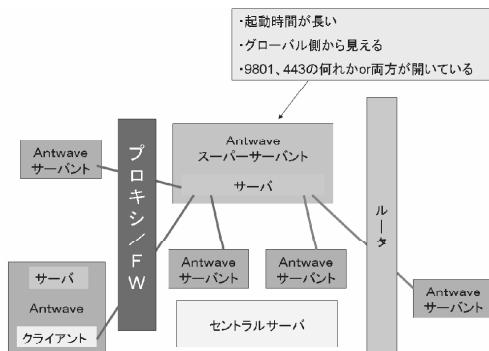 ・起動時間が長い
・グローバル側から見える
・9801、443の何れかor両方が開いている
Antwave
サーバント
プロキシ/FW
Antwave
スーパーサーバント
サーバ
ルータ
Antwave
サーバント
Antwave
サーバント
サーバ
Antwave
クライアント
Antwave
サーバント
セントラルサーバ